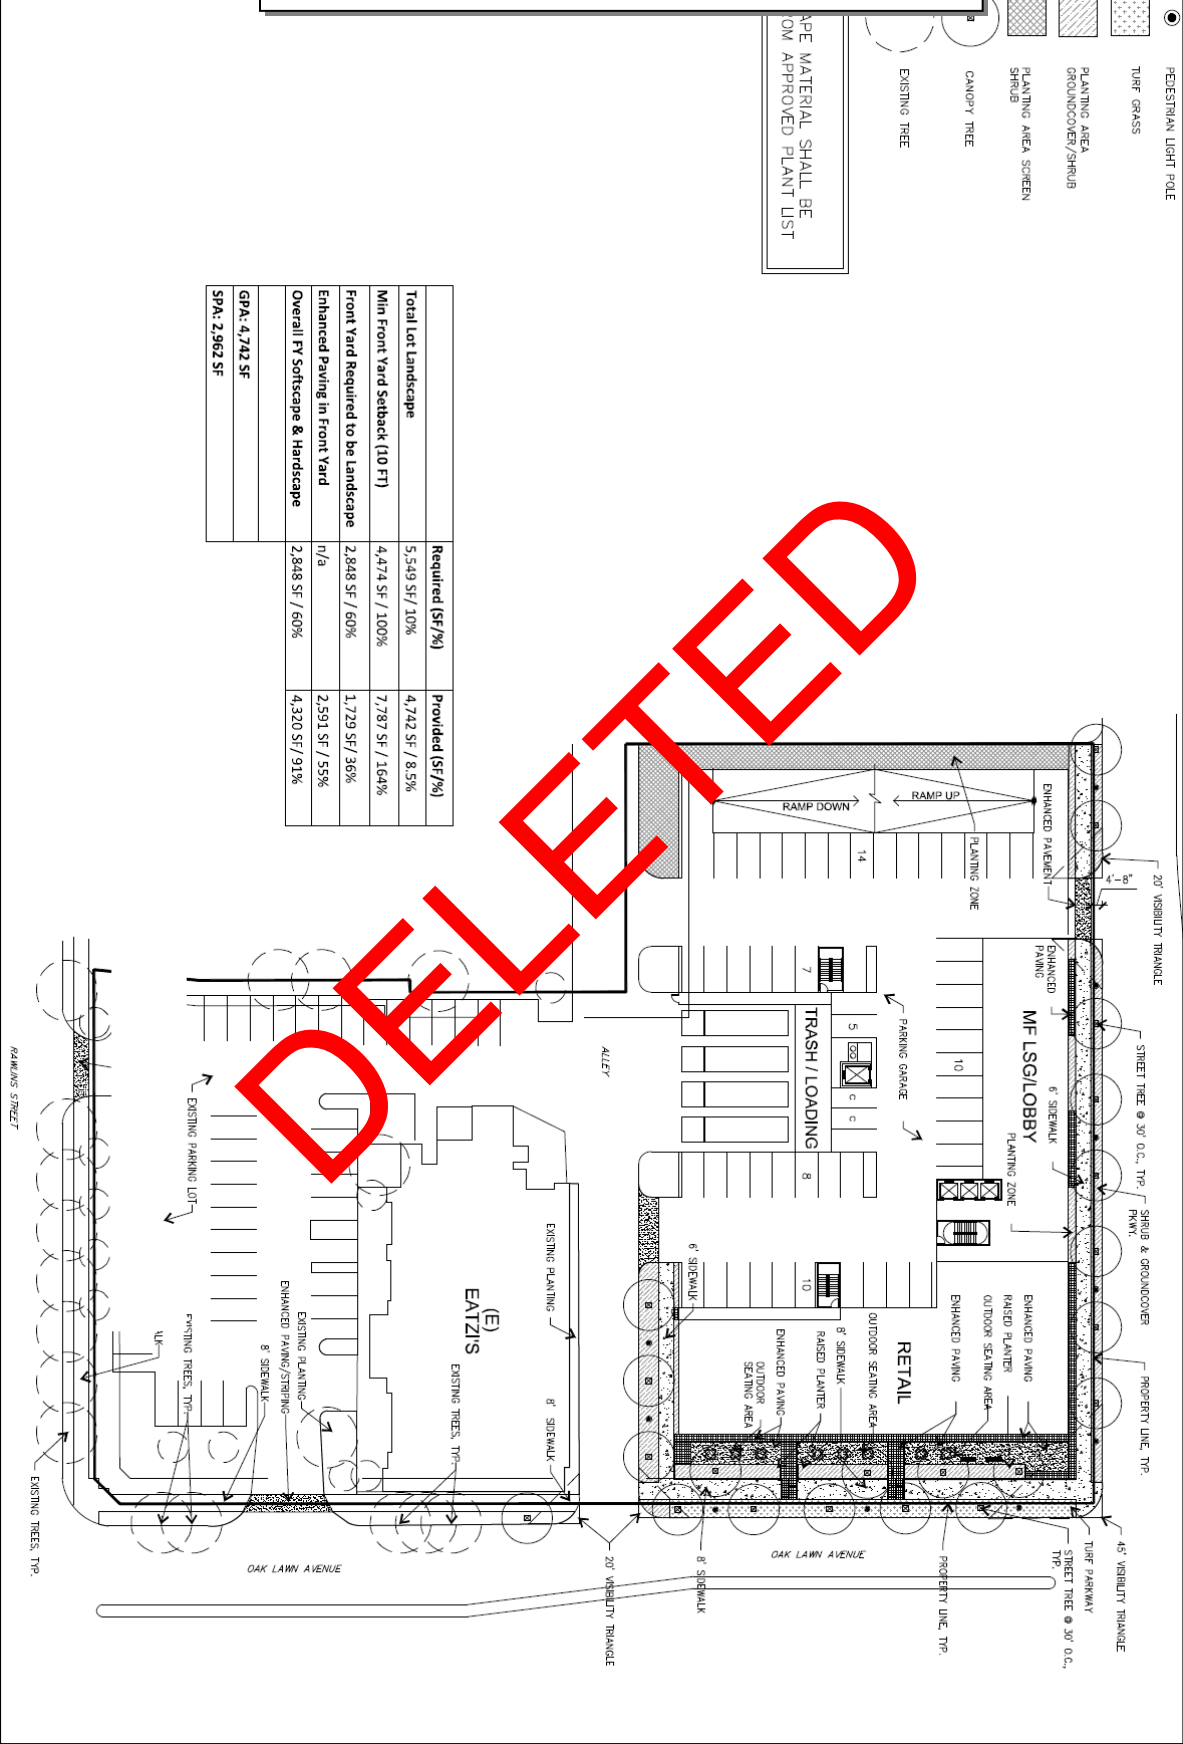 PEDESTRIAN LIGHT POLE
TURF GRASS
PLANTING AREA
GROUNDCOVER/SHRUB
PLANTING AREA SCREEN
SHRUB
CANOPY TREE
EXISTING TREE
APE MATERIAL SHALL BE
OM APPROVED PLANT LIST
Required (SF/%) Provided (SF/%)
Total Lot Landscape 5,549 SF/ 10% 4,742 SF / 8.5%
Min Front Yard Setback (10 FT) 4,474 SF / 100% 7,787 SF / 164%
Front Yard Required to be Landscape 2,848 SF / 60% 1,729 SF/ 36%
Enhanced Paving in Front Yard n/a 2,591 SF / 55%
Overall FY Softscape & Hardscape 2,848 SF / 60% 4,320 SF/ 91%
GPA: 4,742 SF
SPA: 2,962 SF
DELETED
20' VISIBILITY TRIANGLE
4'-8"
ENHANCED PAVEMENT
RAMP UP
RAMP DOWN
PLANTING ZONE
14
STREET TREE @ 30' O.C., TYP.
SHRUB & GROUNDCOVER
PKWY.
PROPERTY LINE, TYP.
45' VISIBILITY TRIANGLE
ENHANCED
PAVING
MF LSG/LOBBY
6' SIDEWALK
PLANTING ZONE
10
PARKING GARAGE
7
5
C
C
8
10
TRASH / LOADING
ENHANCED PAVING
RAISED PLANTER
OUTDOOR SEATING AREA
ENHANCED PAVING
RETAIL
OUTDOOR SEATING AREA
8' SIDEWALK
RAISED PLANTER
ENHANCED PAVING
OUTDOOR
SEATING AREA
6' SIDEWALK
TURF PARKWAY
STREET TREE @ 30' O.C.,
TYP.
PROPERTY LINE, TYP.
OAK LAWN AVENUE
8' SIDEWALK
20' VISIBILITY TRIANGLE
ALLEY
EXISTING PLANTING
8' SIDEWALK
(E)
EATZI'S
EXISTING TREES, TYP.
EXISTING PLANTING
ENHANCED PAVING/STRIPING
8' SIDEWALK
OAK LAWN AVENUE
EXISTING PARKING LOT
EXISTING TREES, TYP.
LK
EXISTING TREES, TYP.
RAWLINS STREET